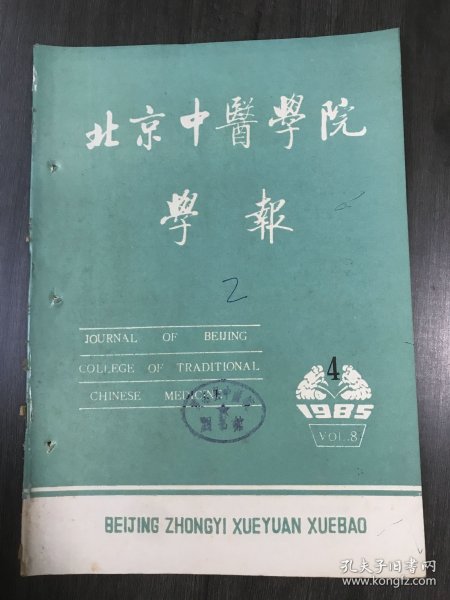 北京中醫學院
學報
2
JOURNAL OF BEIJING
COLLEGE OF TRADITIONAL
CHINESE MEDICINE
4
1985
VOL.8
BEIJING ZHONGYI XUEYUAN XUEBAO
孔夫子旧书网
www.kongfz.com